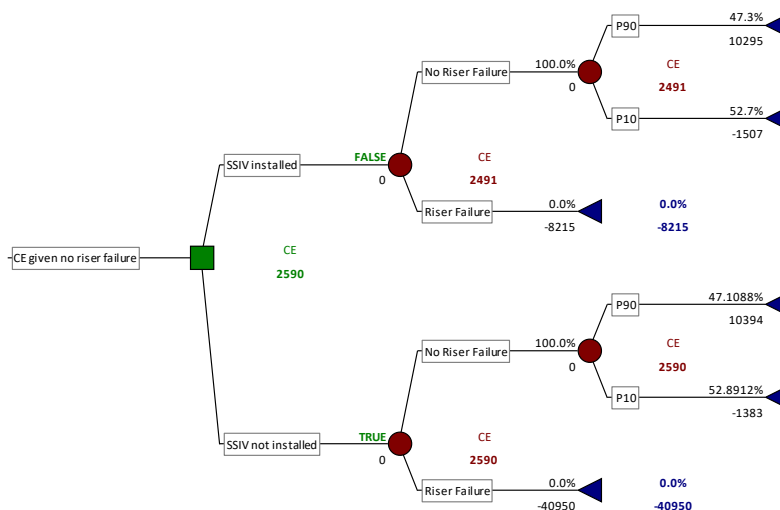 47.3%
P90
10295
No Riser Failure
100.0%
0
CE
2491
52.7%
P10
-1507
SSIV installed
FALSE
0
CE
2491
Riser Failure
0.0%
-8215
0.0%
-8215
CE given no riser failure
CE
2590
47.1088%
P90
10394
No Riser Failure
100.0%
0
CE
2590
52.8912%
P10
-1383
SSIV not installed
TRUE
0
CE
2590
Riser Failure
0.0%
-40950
0.0%
-40950